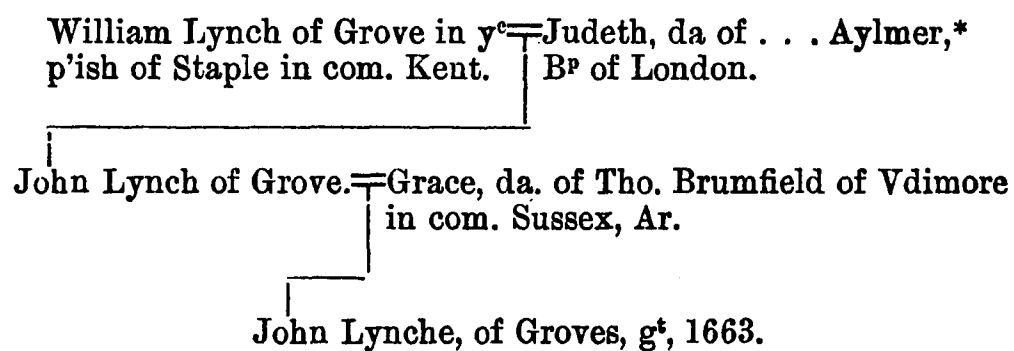 William Lynch of Grove in yᵉ Judeth, da of . . . Aylmer,*
p'ish of Staple in com. Kent. Bᵖ of London.
John Lynch of Grove. Grace, da. of Tho. Brumfield of Vdimore
in com. Sussex, Ar.
John Lynche, of Groves, gᵗ, 1663.